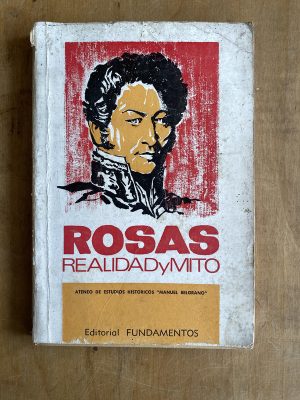 ROSAS
REALIDADyMITO
ATENEO DE ESTUDIOS HISTORICOS "MANUEL BELGRANO"
Editorial FUNDAMENTOS